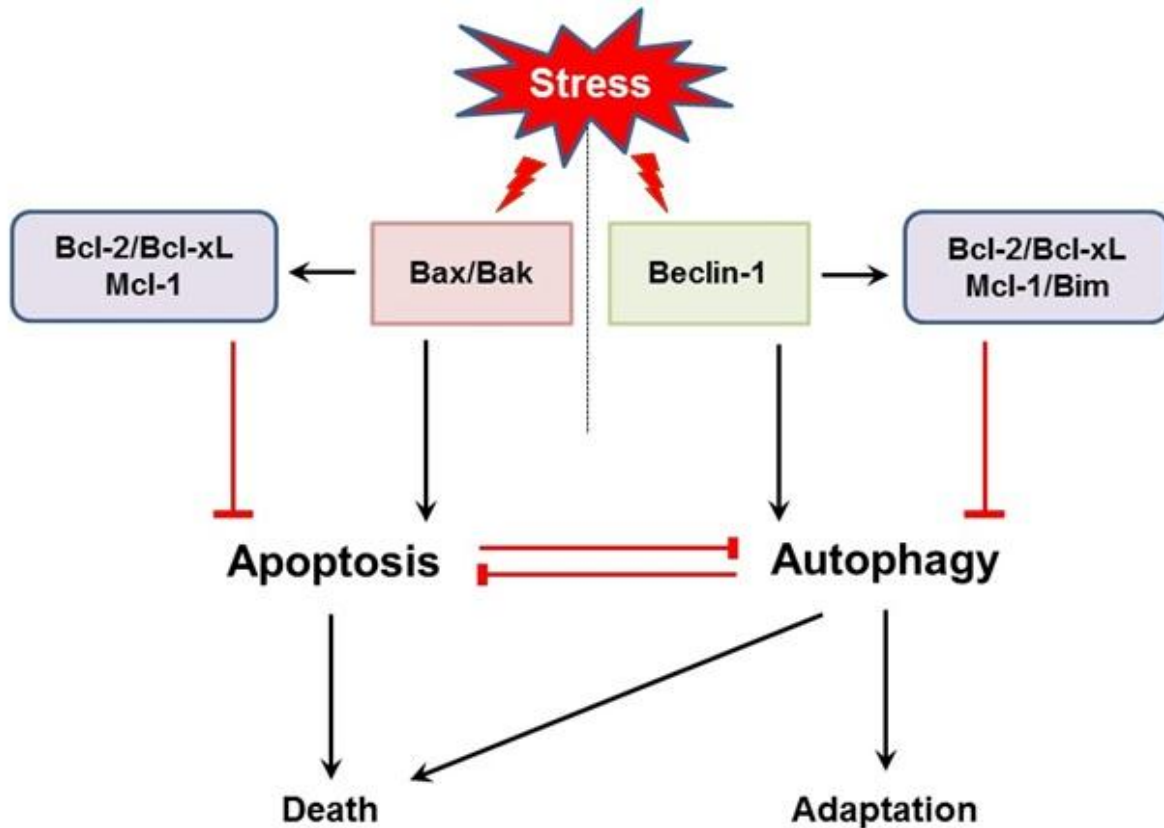 Stress
Bcl-2/Bcl-xL
Mcl-1
Bax/Bak
Beclin-1
Bcl-2/Bcl-xL
Mcl-1/Bim
Apoptosis
Autophagy
Death
Adaptation